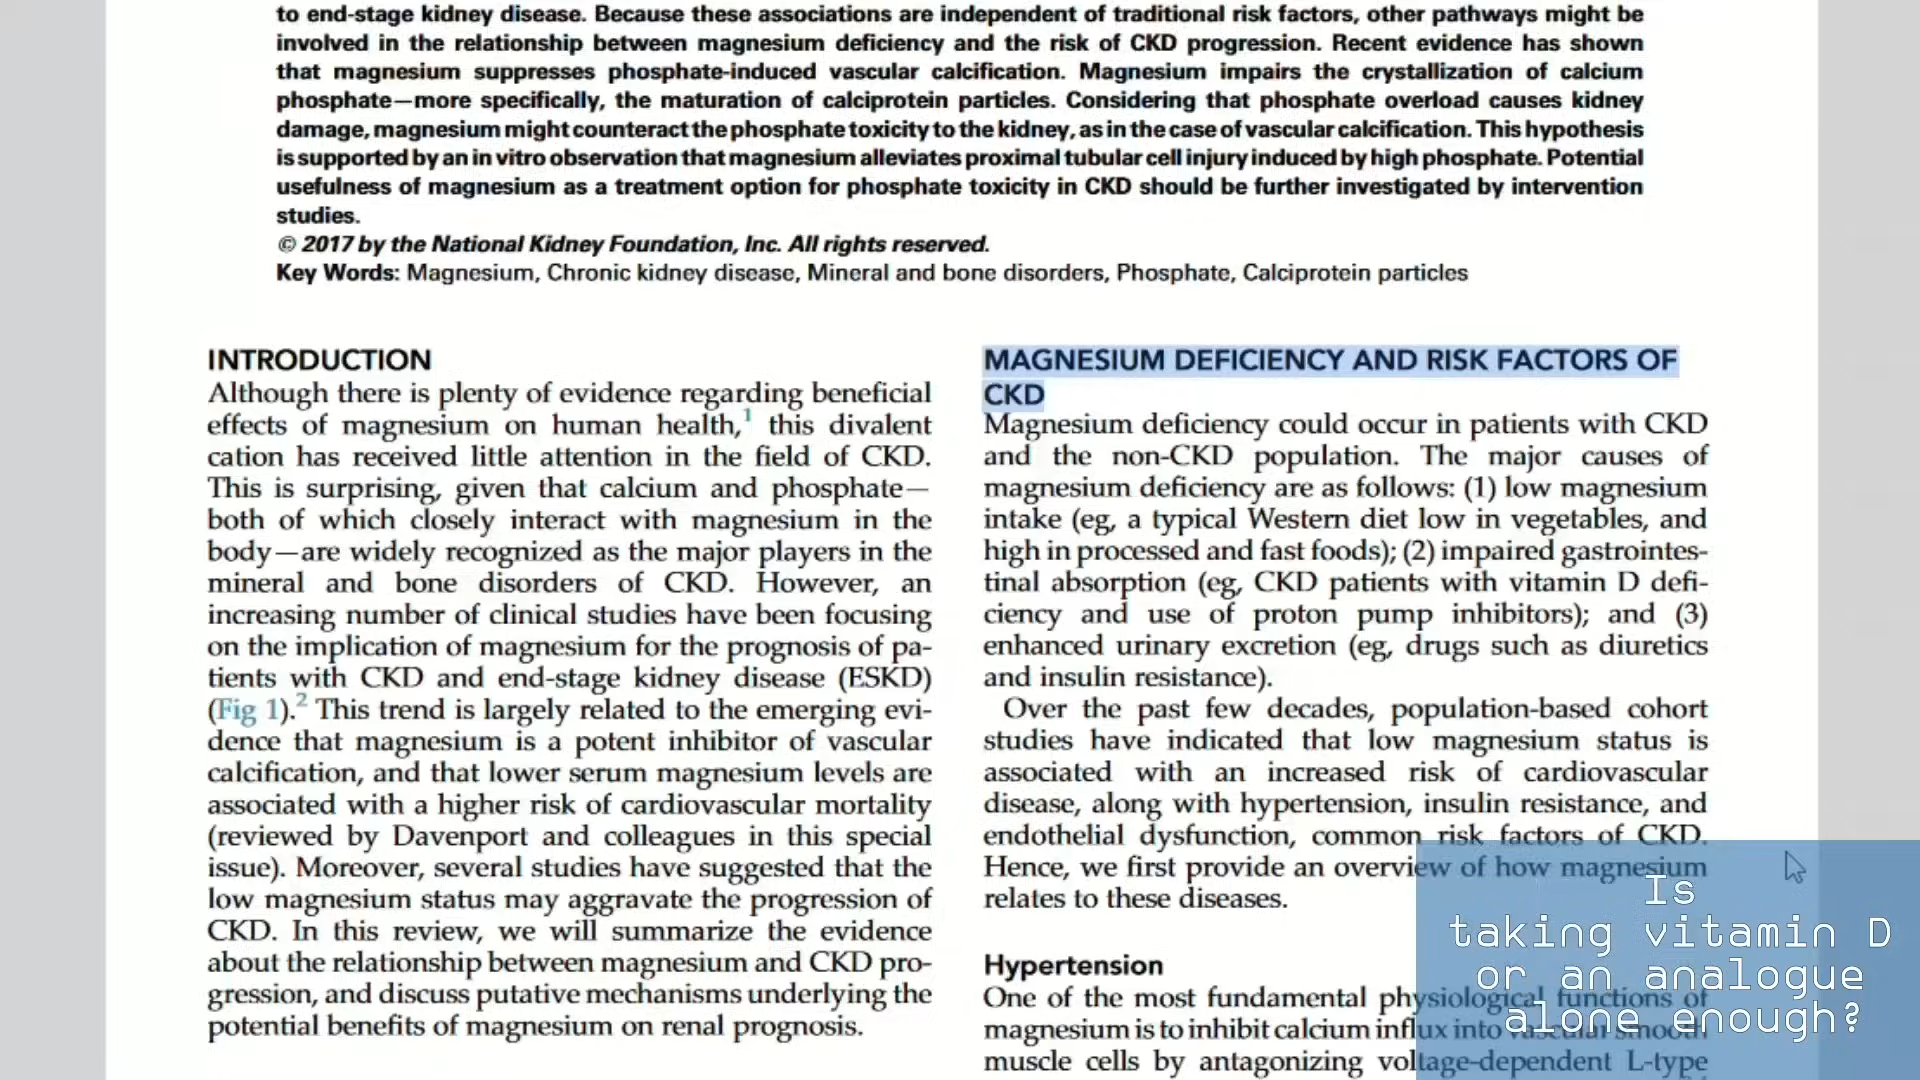 to end-stage kidney disease. Because these associations are independent of traditional risk factors, other pathways might be
involved in the relationship between magnesium deficiency and the risk of CKD progression. Recent evidence has shown
that magnesium suppresses phosphate-induced vascular calcification. Magnesium impairs the crystallization of calcium
phosphate—more specifically, the maturation of calciprotein particles. Considering that phosphate overload causes kidney
damage, magnesium might counteract the phosphate toxicity to the kidney, as in the case of vascular calcification. This hypothesis
is supported by an in vitro observation that magnesium alleviates proximal tubular cell injury induced by high phosphate. Potential
usefulness of magnesium as a treatment option for phosphate toxicity in CKD should be further investigated by intervention
studies.
© 2017 by the National Kidney Foundation, Inc. All rights reserved.
Key Words: Magnesium, Chronic kidney disease, Mineral and bone disorders, Phosphate, Calciprotein particles
INTRODUCTION
Although there is plenty of evidence regarding beneficial
effects of magnesium on human health,1 this divalent
cation has received little attention in the field of CKD.
This is surprising, given that calcium and phosphate—
both of which closely interact with magnesium in the
body—are widely recognized as the major players in the
mineral and bone disorders of CKD. However, an
increasing number of clinical studies have been focusing
on the implication of magnesium for the prognosis of pa-
tients with CKD and end-stage kidney disease (ESKD)
(Fig 1).2 This trend is largely related to the emerging evi-
dence that magnesium is a potent inhibitor of vascular
calcification, and that lower serum magnesium levels are
associated with a higher risk of cardiovascular mortality
(reviewed by Davenport and colleagues in this special
issue). Moreover, several studies have suggested that the
low magnesium status may aggravate the progression of
CKD. In this review, we will summarize the evidence
about the relationship between magnesium and CKD pro-
gression, and discuss putative mechanisms underlying the
potential benefits of magnesium on renal prognosis.
MAGNESIUM DEFICIENCY AND RISK FACTORS OF
CKD
Magnesium deficiency could occur in patients with CKD
and the non-CKD population. The major causes of
magnesium deficiency are as follows: (1) low magnesium
intake (eg, a typical Western diet low in vegetables, and
high in processed and fast foods); (2) impaired gastrointes-
tinal absorption (eg, CKD patients with vitamin D defi-
ciency and use of proton pump inhibitors); and (3)
enhanced urinary excretion (eg, drugs such as diuretics
and insulin resistance).
Over the past few decades, population-based cohort
studies have indicated that low magnesium status is
associated with an increased risk of cardiovascular
disease, along with hypertension, insulin resistance, and
endothelial dysfunction, common risk factors of CKD.
Hence, we first provide an overview of how magnesium
relates to these diseases.
Hypertension
One of the most fundamental physiological functions of
magnesium is to inhibit calcium influx into vascular smooth
muscle cells by antagonizing voltage-dependent L-type
Is
taking vitamin D
or an analogue
alone enough?